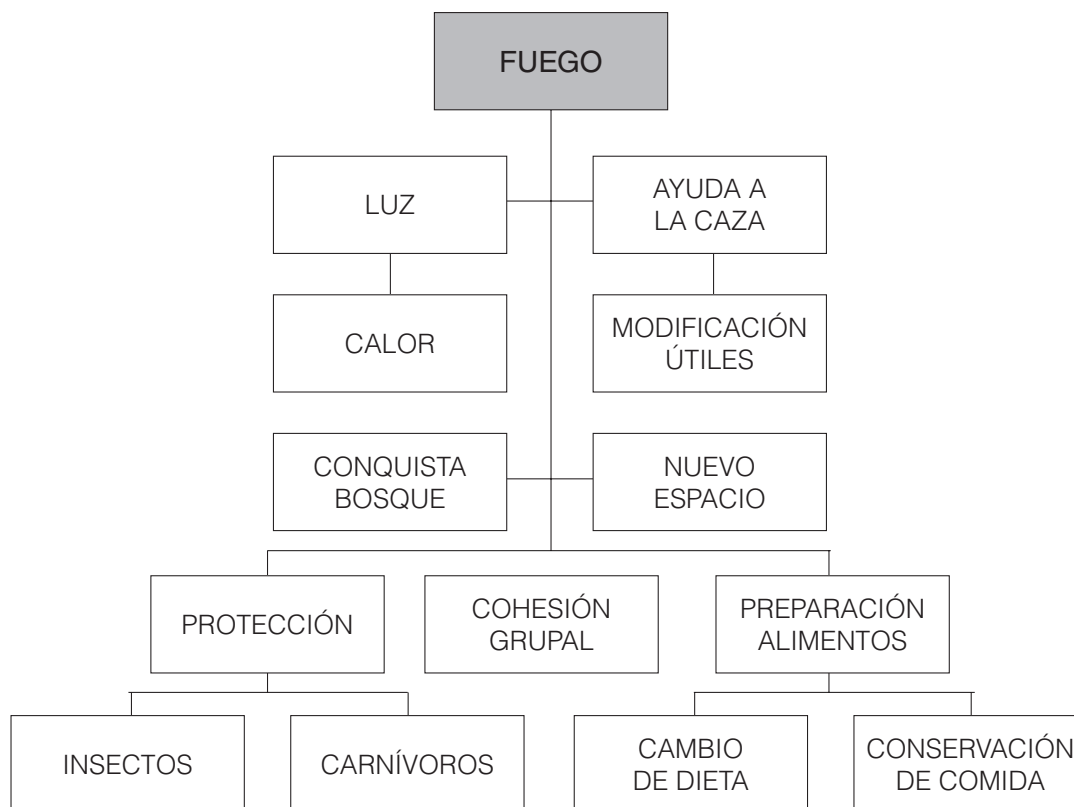 FUEGO
LUZ
AYUDA A
LA CAZA
CALOR
MODIFICACIÓN
ÚTILES
CONQUISTA
BOSQUE
NUEVO
ESPACIO
PROTECCIÓN
COHESIÓN
GRUPAL
PREPARACIÓN
ALIMENTOS
INSECTOS
CARNÍVOROS
CAMBIO
DE DIETA
CONSERVACIÓN
DE COMIDA